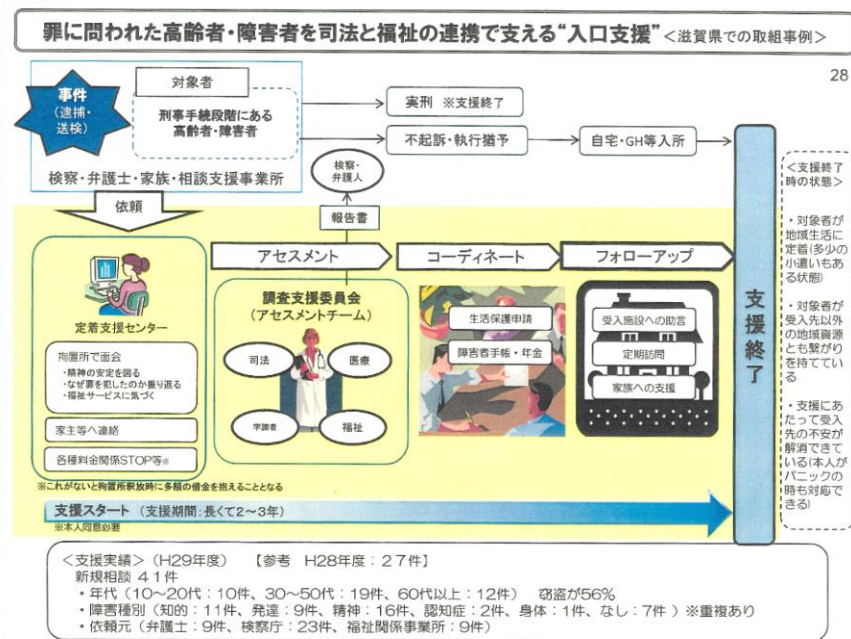 罪に問われた高齢者・障害者を司法と福祉の連携で支える“入口支援”<滋賀県での取組事例>
28
事件
(逮捕・
送検)
対象者
刑事手続段階にある
高齢者・障害者
検察・弁護士・家族・相談支援事業所
実刑 ※支援終了
不起訴・執行猶予
自宅・GH等入所
検察・
弁護人
報告書
依頼
定着支援センター
拘置所で面会
・精神の安定を図る
・なぜ罪を犯したのか振り返る
・福祉サービスに気づく
家主等へ連絡
各種料金関係STOP等※
※これがないと拘置所釈放時に多額の借金を抱えることとなる
アセスメント
調査支援委員会
(アセスメントチーム)
司法
医療
学識者
福祉
コーディネート
生活保護申請
障害者手帳・年金
フォローアップ
受入施設への助言
定期訪問
家族への支援
支援スタート (支援期間:長くて2~3年)
※本人同意必要
支援終了
<支援終了
時の状態>
・対象者が
地域生活に
定着(多少の
小遣いもあ
る状態)
・対象者が
受入先以外
の地域資源
とも繋がり
を持ててい
る
・支援にあ
たって受入
先の不安が
解消できて
いる(本人が
パニックの
時も対応で
きる)
<支援実績>(H29年度) 【参考 H28年度:27件】
新規相談 41件
・年代(10~20代:10件、30~50代:19件、60代以上:12件) 窃盗が56%
・障害種別(知的:11件、発達:9件、精神:16件、認知症:2件、身体:1件、なし:7件 )※重複あり
・依頼元(弁護士:9件、検察庁:23件、福祉関係事業所:9件)